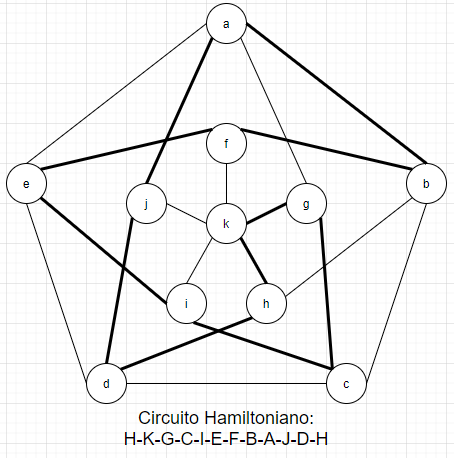 a
f
e
b
j
g
k
i
h
d
c
Circuito Hamiltoniano:
H-K-G-C-I-E-F-B-A-J-D-H